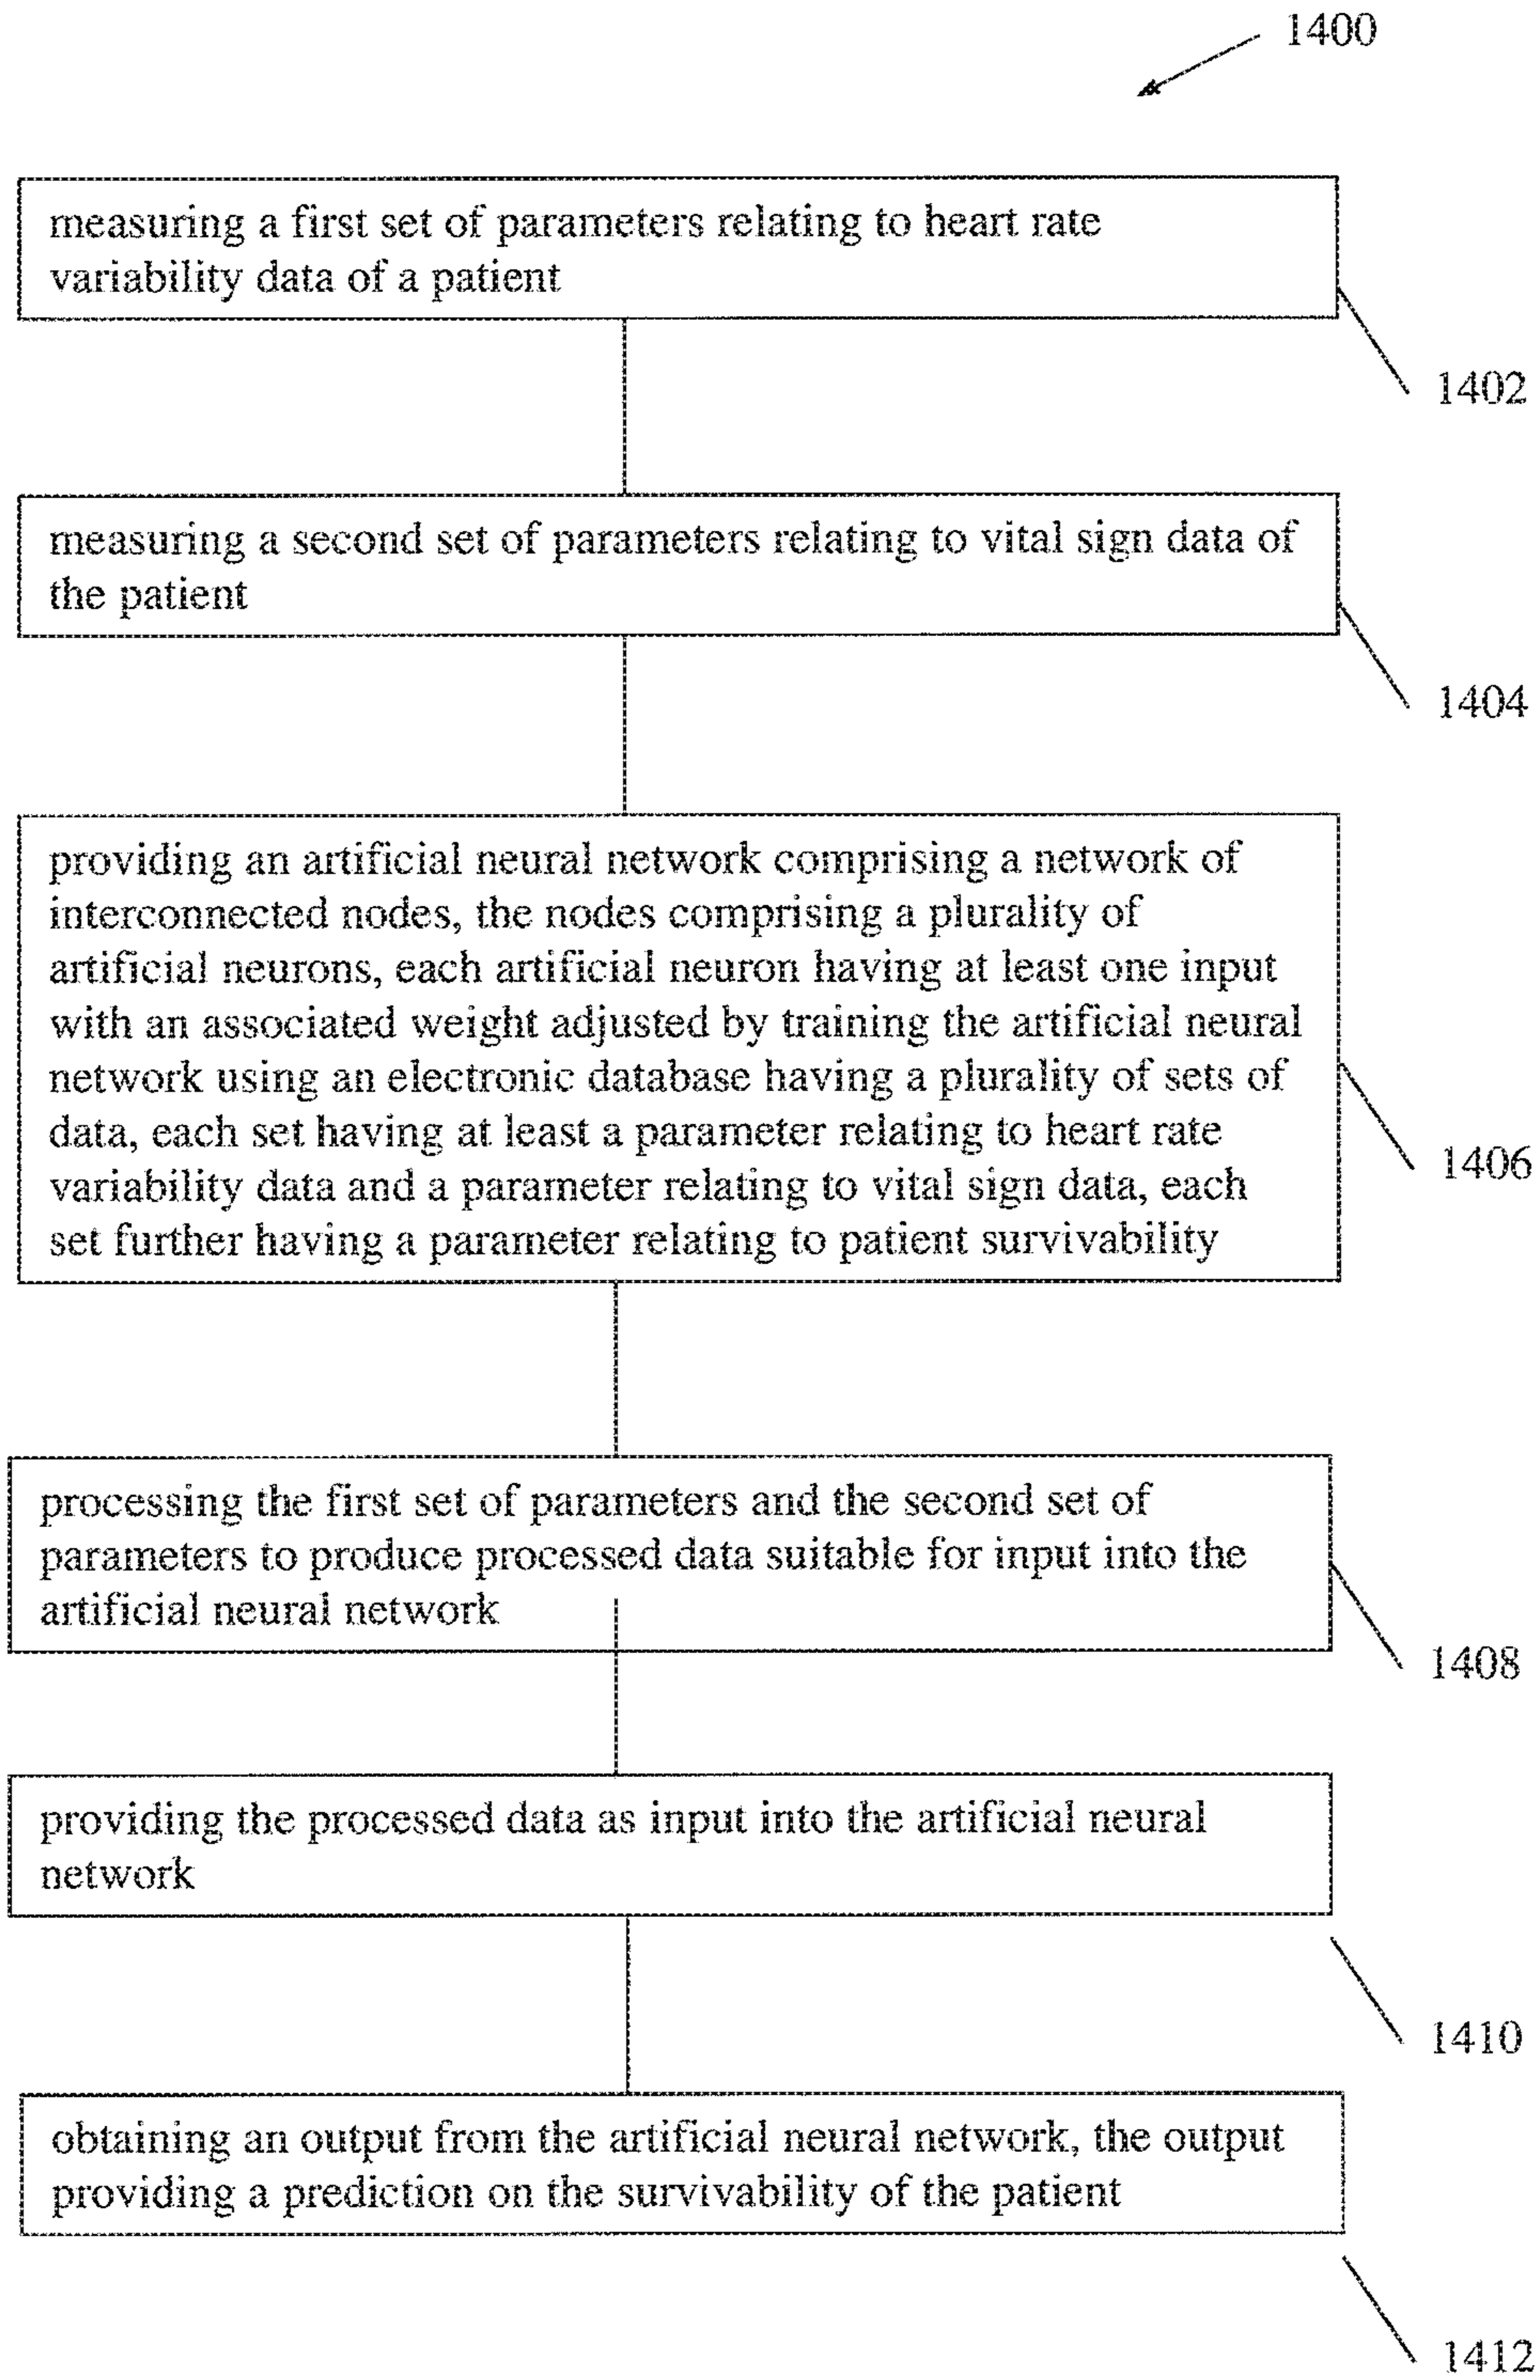 1400
measuring a first set of parameters relating to heart rate
variability data of a patient
1402
measuring a second set of parameters relating to vital sign data of
the patient
1404
providing an artificial neural network comprising a network of
interconnected nodes, the nodes comprising a plurality of
artificial neurons, each artificial neuron having at least one input
with an associated weight adjusted by training the artificial neural
network using an electronic database having a plurality of sets of
data, each set having at least a parameter relating to heart rate
variability data and a parameter relating to vital sign data, each
set further having a parameter relating to patient survivability
1406
processing the first set of parameters and the second set of
parameters to produce processed data suitable for input into the
artificial neural network
1408
providing the processed data as input into the artificial neural
network
1410
obtaining an output from the artificial neural network, the output
providing a prediction on the survivability of the patient
1412